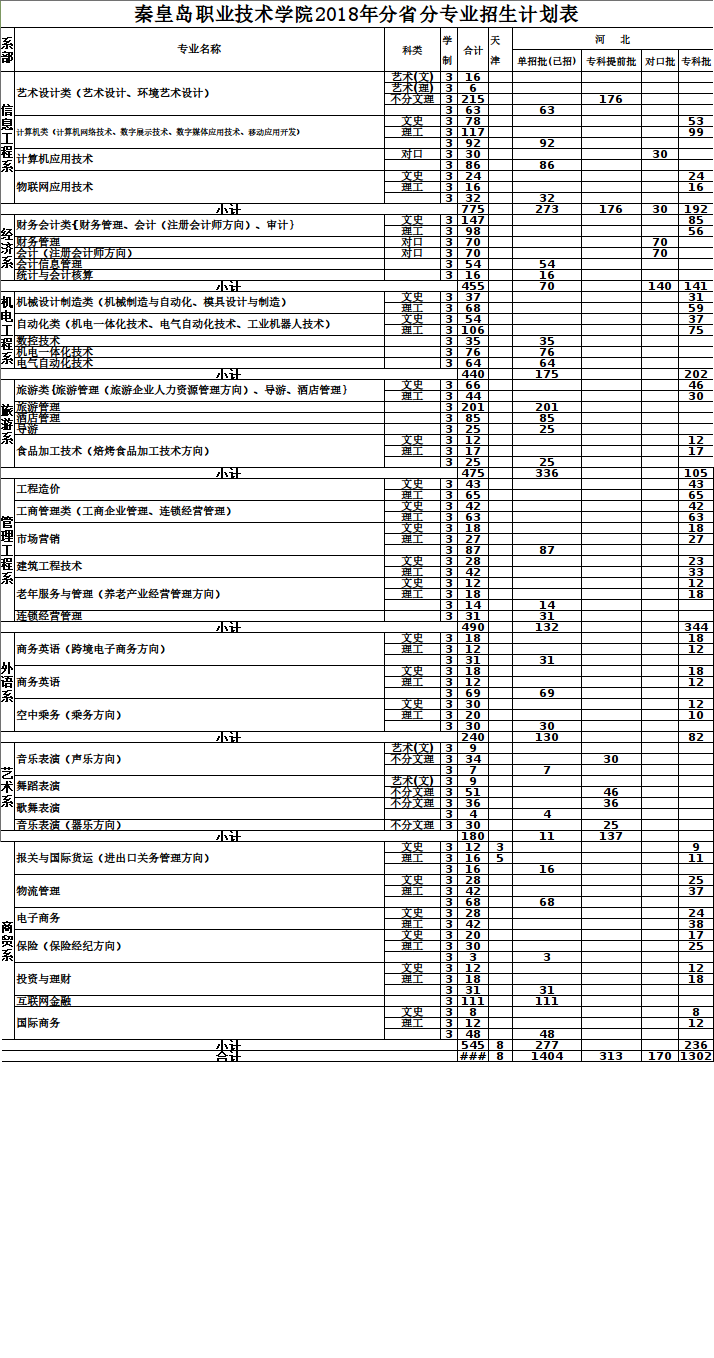 秦皇岛职业技术学院2018年分省分专业招生计划表
系部 专业名称 科类 学制 合计 天津 河 北
单招批(已招) 专科提前批 对口批 专科批
信息工程系
艺术设计类（艺术设计、环境艺术设计） 艺术(文) 3 16
艺术(理) 3 6
不分文理 3 215 176
3 63 63
计算机类（计算机网络技术、数字展示技术、数字媒体应用技术、移动应用开发） 文史 3 78 53
理工 3 117 99
3 92 92
计算机应用技术 对口 3 30 30
3 86 86
物联网应用技术 文史 3 24 24
理工 3 16 16
3 32 32
小计 775 273 176 30 192
经济系
财务会计类{财务管理、会计（注册会计师方向）、审计} 文史 3 147 85
理工 3 98 56
财务管理 对口 3 70 70
会计（注册会计师方向） 对口 3 70 70
会计信息管理 3 54 54
统计与会计核算 3 16 16
小计 455 70 140 141
机电工程系
机械设计制造类（机械制造与自动化、模具设计与制造） 文史 3 37 31
理工 3 68 59
自动化类（机电一体化技术、电气自动化技术、工业机器人技术） 文史 3 54 37
理工 3 106 75
数控技术 3 35 35
机电一体化技术 3 76 76
电气自动化技术 3 64 64
小计 440 175 202
旅游系
旅游类{旅游管理（旅游企业人力资源管理方向）、导游、酒店管理} 文史 3 66 46
理工 3 44 30
旅游管理 3 201 201
酒店管理 3 85 85
导游 3 25 25
食品加工技术（焙烤食品加工技术方向） 文史 3 12 12
理工 3 17 17
3 25 25
小计 475 336 105
管理工程系
工程造价 文史 3 43 43
理工 3 65 65
工商管理类（工商企业管理、连锁经营管理） 文史 3 42 42
理工 3 63 63
市场营销 文史 3 18 18
理工 3 27 27
3 87 87
建筑工程技术 文史 3 28 23
理工 3 42 33
老年服务与管理（养老产业经营管理方向） 文史 3 12 12
理工 3 18 18
3 14 14
连锁经营管理 3 31 31
小计 490 132 344
外语系
商务英语（跨境电子商务方向） 文史 3 18 18
理工 3 12 12
3 31 31
商务英语 文史 3 18 18
理工 3 12 12
3 69 69
空中乘务（乘务方向） 文史 3 30 12
理工 3 20 10
3 30 30
小计 240 130 82
艺术系
音乐表演（声乐方向） 艺术(文) 3 9
不分文理 3 34 30
3 7 7
舞蹈表演 艺术(文) 3 9
不分文理 3 51 46
歌舞表演 不分文理 3 36 36
3 4 4
音乐表演（器乐方向） 不分文理 3 30 25
小计 180 11 137
商贸系
报关与国际货运（进出口关务管理方向） 文史 3 12 3 9
理工 3 16 5 11
3 16 16
物流管理 文史 3 28 25
理工 3 42 37
3 68 68
电子商务 文史 3 28 24
理工 3 42 38
保险（保险经纪方向） 文史 3 20 17
理工 3 30 25
3 3 3
投资与理财 文史 3 12 12
理工 3 18 18
3 31 31
互联网金融 3 111 111
国际商务 文史 3 8 8
理工 3 12 12
3 48 48
小计 545 8 277 236
合计 ### 8 1404 313 170 1302